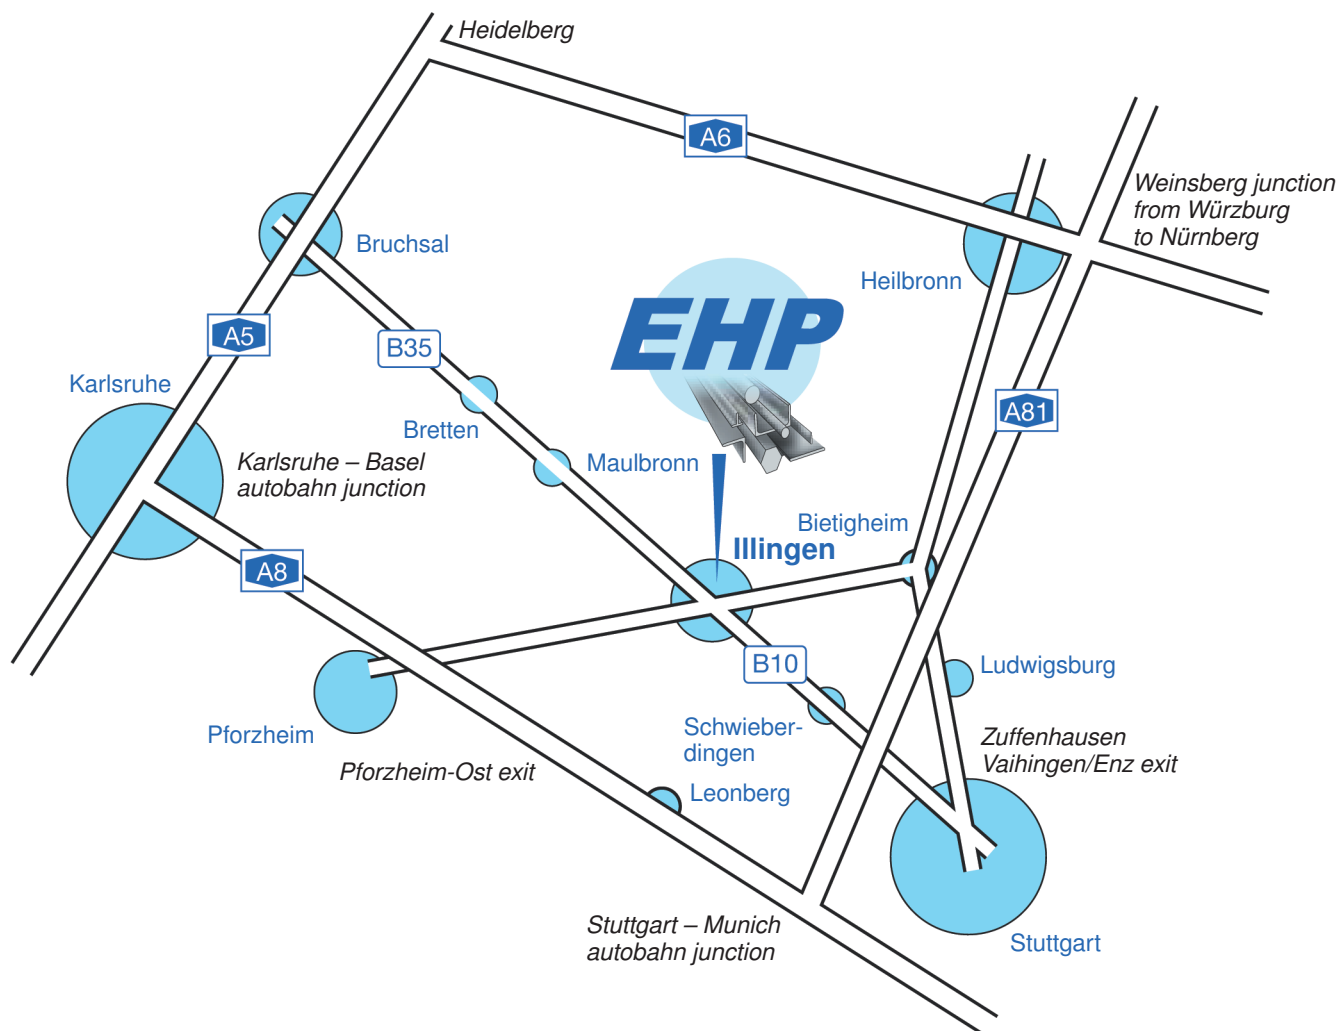 Heidelberg
A6
Weinsberg junction
from Würzburg
to Nürnberg
Bruchsal
Heilbronn
EHP
A5
B35
Karlsruhe
A81
Bretten
Karlsruhe – Basel
autobahn junction
Maulbronn
Bietigheim
Illingen
A8
B10
Ludwigsburg
Pforzheim
Schwieber-
dingen
Zuffenhausen
Vaihingen/Enz exit
Pforzheim-Ost exit
Leonberg
Stuttgart – Munich
autobahn junction
Stuttgart